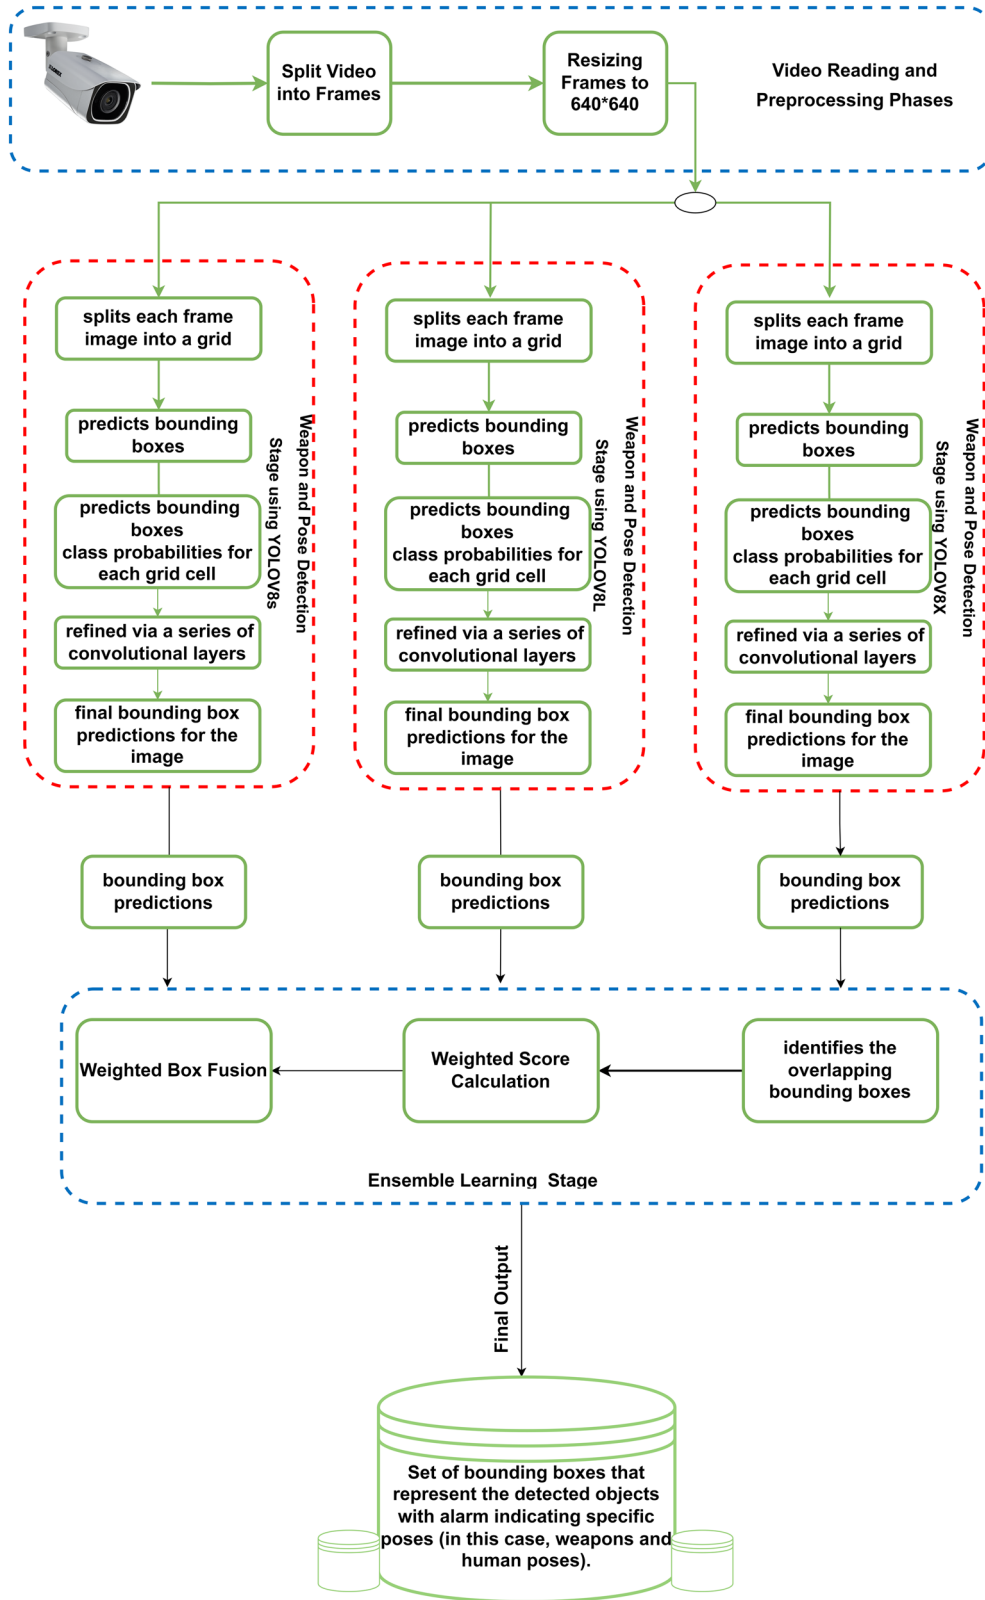 Split Video
into Frames
Resizing
Frames to
640*640
Video Reading and
Preprocessing Phases
splits each frame
image into a grid
predicts bounding
boxes
predicts bounding
boxes
class probabilities for
each grid cell
refined via a series of
convolutional layers
final bounding box
predictions for the
image
Weapon and Pose Detection
Stage using YOLOV8s
splits each frame
image into a grid
predicts bounding
boxes
predicts bounding
boxes
class probabilities for
each grid cell
refined via a series of
convolutional layers
final bounding box
predictions for the
image
Weapon and Pose Detection
Stage using YOLOV8L
splits each frame
image into a grid
predicts bounding
boxes
predicts bounding
boxes
class probabilities for
each grid cell
refined via a series of
convolutional layers
final bounding box
predictions for the
image
Weapon and Pose Detection
Stage using YOLOV8X
bounding box
predictions
bounding box
predictions
bounding box
predictions
Weighted Box Fusion
Weighted Score
Calculation
identifies the
overlapping
bounding boxes
Ensemble Learning Stage
Final Output
Set of bounding boxes that
represent the detected objects
with alarm indicating specific
poses (in this case, weapons and
human poses).